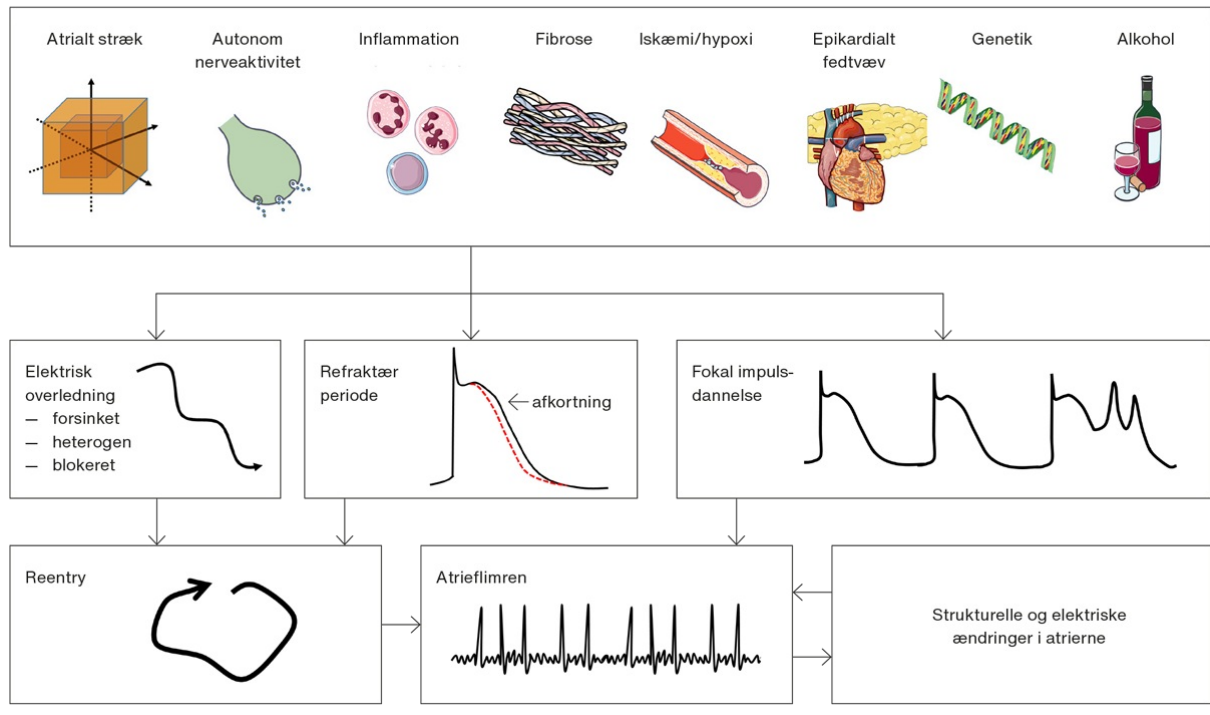 Atrialt stræk
Autonom
nerveaktivitet
Inflammation
Fibrose
Iskæmi/hypoxi
Epikardialt
fedtvæv
Genetik
Alkohol
Elektrisk
overledning
— forsinket
— heterogen
— blokeret
Refraktær
periode
afkortning
Fokal impuls-
dannelse
Reentry
Atrieflimren
Strukturelle og elektriske
ændringer i atrierne